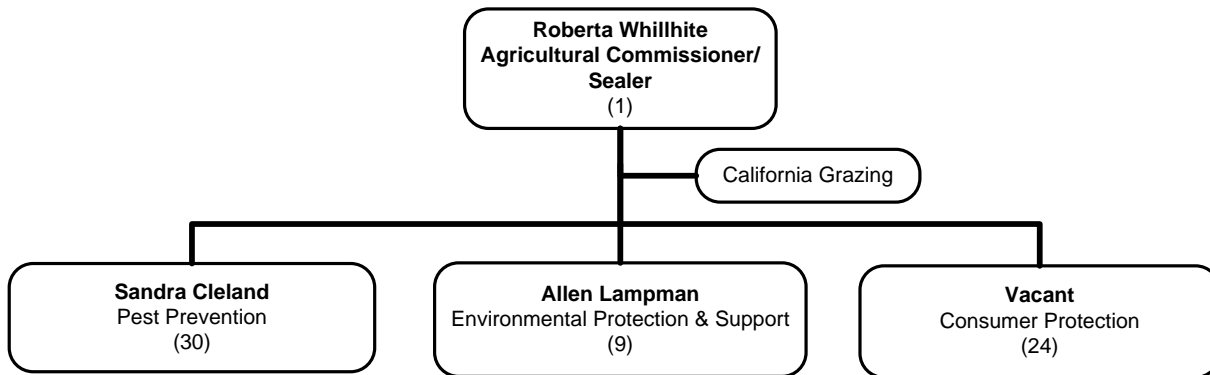 Roberta Whillhite
Agricultural Commissioner/
Sealer
(1)
California Grazing
Sandra Cleland
Pest Prevention
(30)
Allen Lampman
Environmental Protection & Support
(9)
Vacant
Consumer Protection
(24)